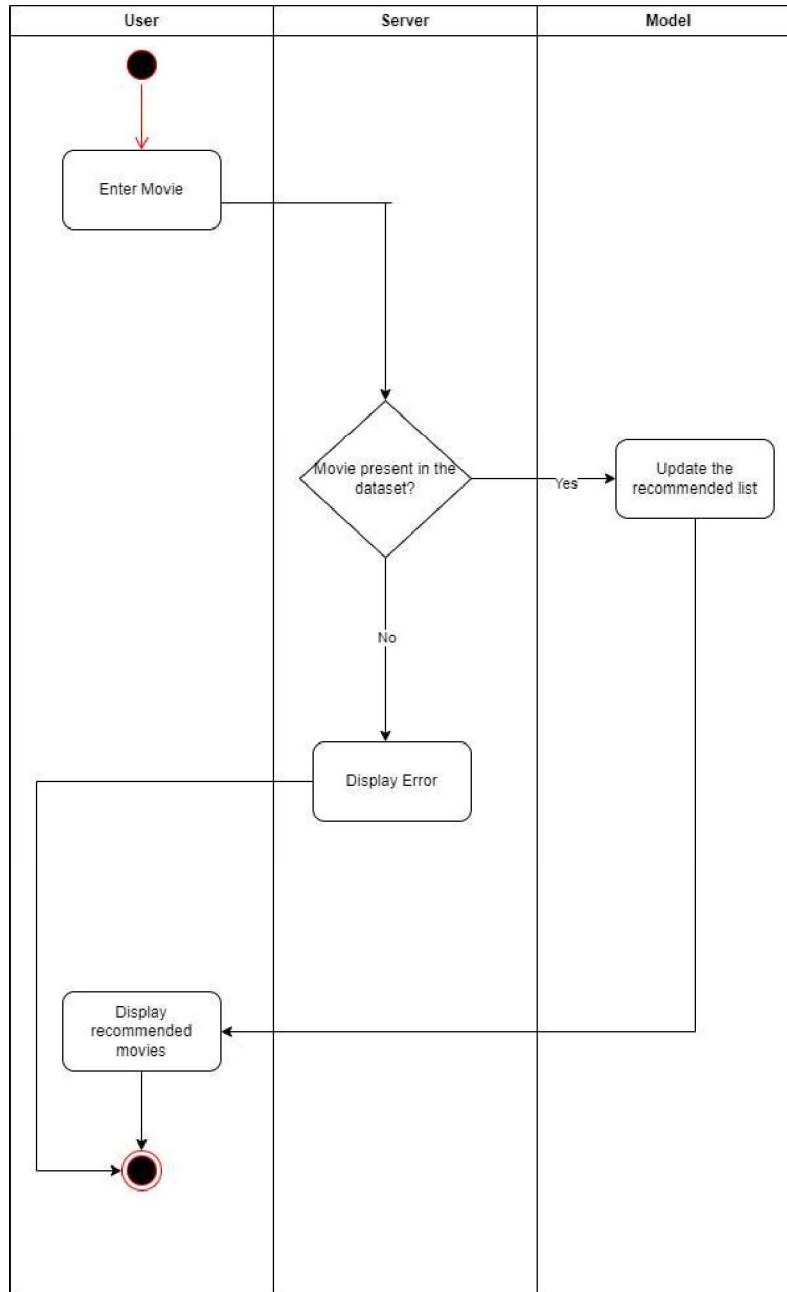 User
Server
Model
Enter Movie
Movie present in the
dataset?
Yes
Update the
recommended list
No
Display Error
Display
recommended
movies